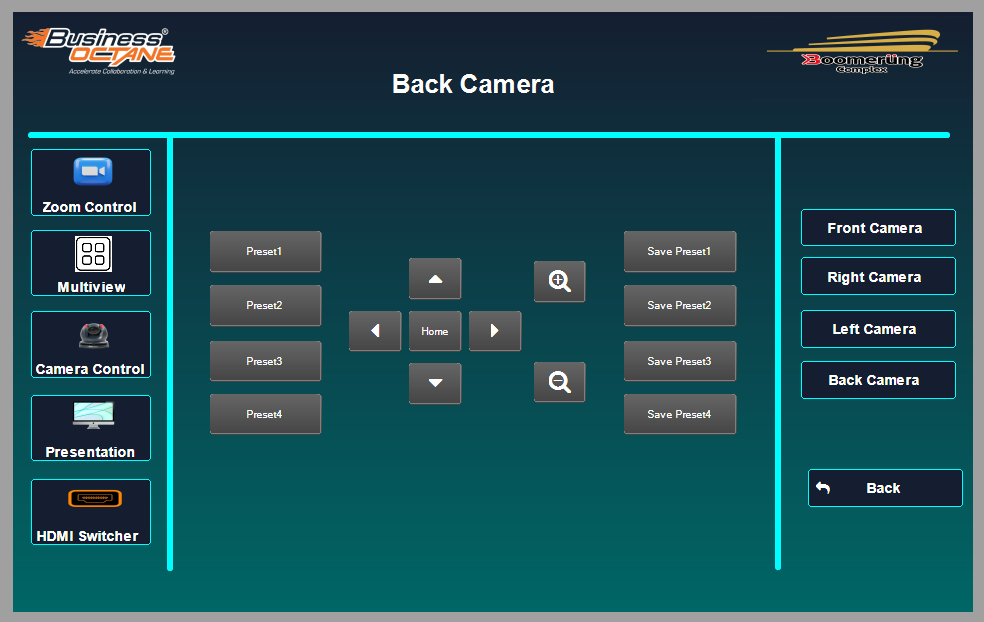 Business®
OCTANE
Accelerate Collaboration & Learning
Boomerüng
Complex
Back Camera
Zoom Control
Multiview
Camera Control
Presentation
HDMI Switcher
Preset1
Preset2
Preset3
Preset4
Home
Save Preset1
Save Preset2
Save Preset3
Save Preset4
Front Camera
Right Camera
Left Camera
Back Camera
Back